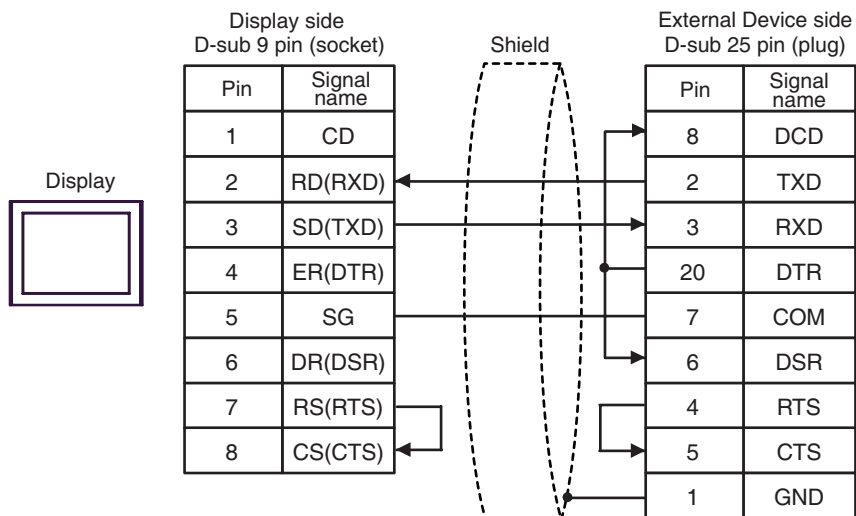 Display side
D-sub 9 pin (socket)
Shield
External Device side
D-sub 25 pin (plug)
Display
Pin Signal name
1 CD
2 RD(RXD)
3 SD(TXD)
4 ER(DTR)
5 SG
6 DR(DSR)
7 RS(RTS)
8 CS(CTS)
Pin Signal name
8 DCD
2 TXD
3 RXD
20 DTR
7 COM
6 DSR
4 RTS
5 CTS
1 GND